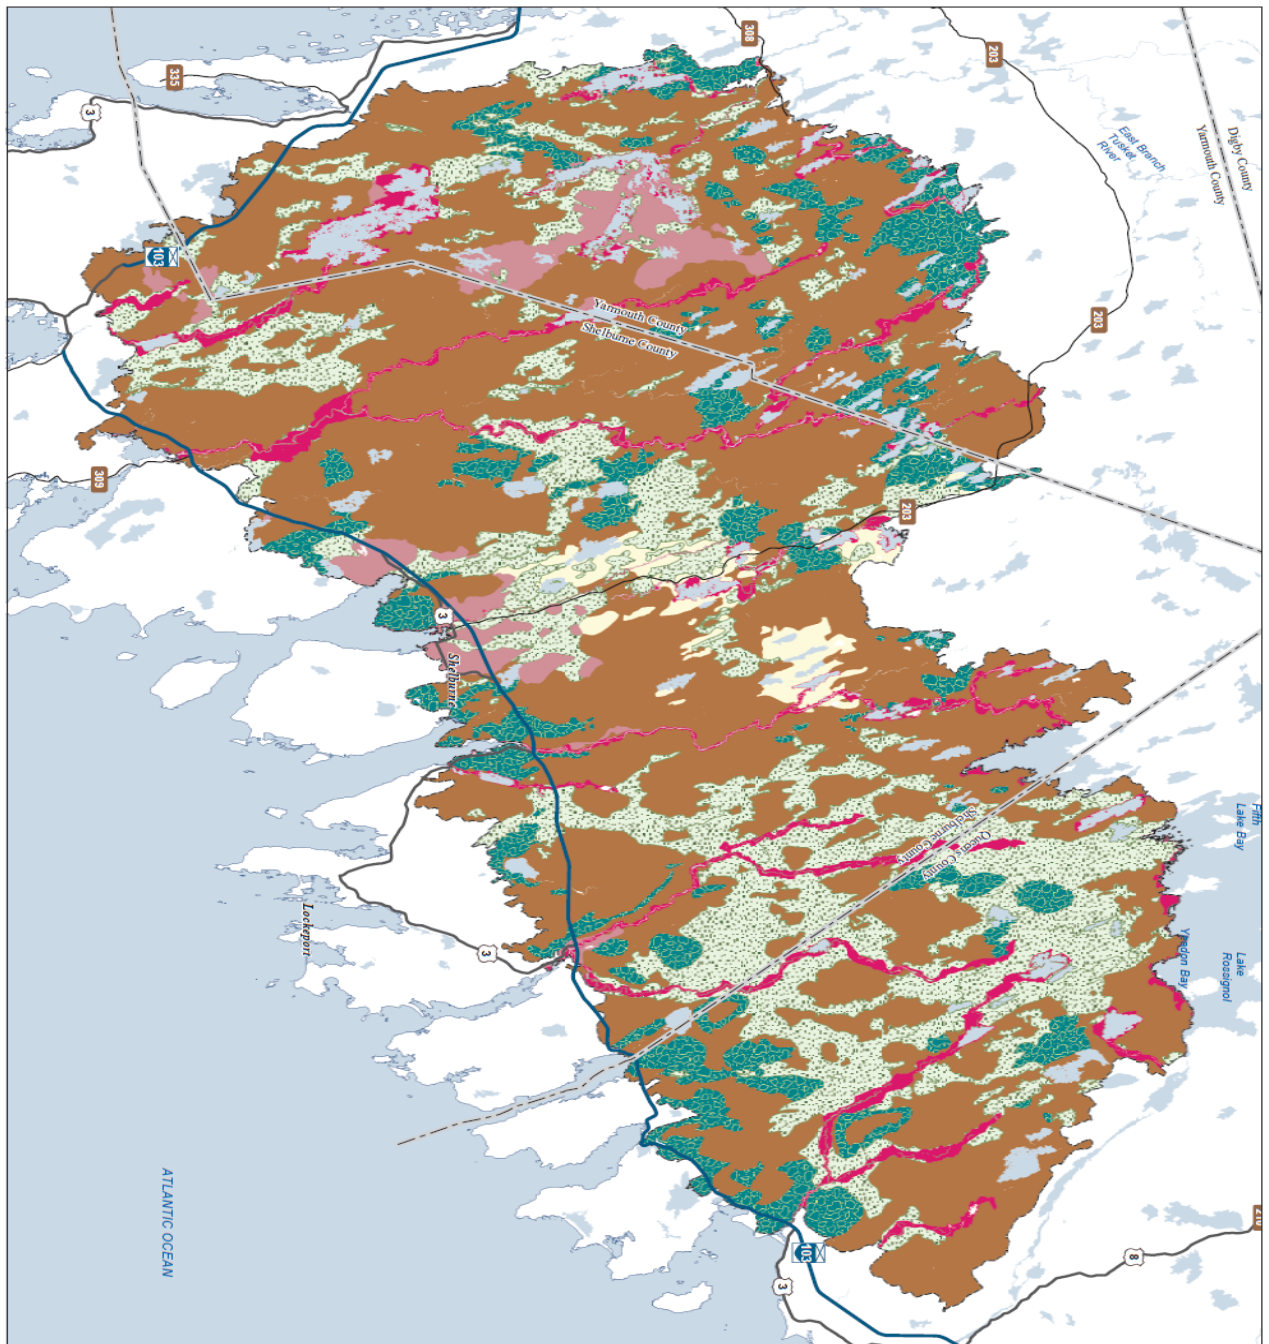 308
203
335
3
Digby County
Yarmouth County
East Branch
Tusket
River
103
203
Yarmouth County
Shelburne County
309
203
3
Shelburne
Fifth
Lake Bay
Shelburne County
Queens County
Lockeport
3
Yeadon Bay
Lake
Rossignol
ATLANTIC OCEAN
103
3
8
210